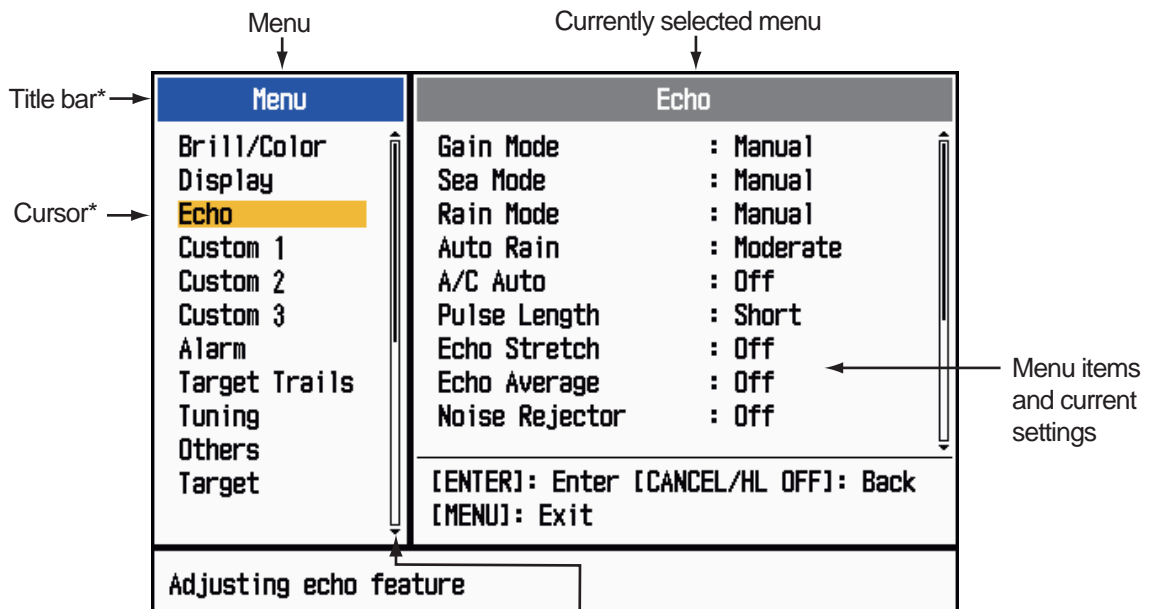 Menu
Currently selected menu
Title bar*
Menu
Echo
Brill/Color
Display
Cursor*
Echo
Custom 1
Custom 2
Custom 3
Alarm
Target Trails
Tuning
Others
Target
Gain Mode : Manual
Sea Mode : Manual
Rain Mode : Manual
Auto Rain : Moderate
A/C Auto : Off
Pulse Length : Short
Echo Stretch : Off
Echo Average : Off
Noise Rejector : Off
Menu items
and current
settings
[ENTER]: Enter [CANCEL/HL OFF]: Back
[MENU]: Exit
Adjusting echo feature